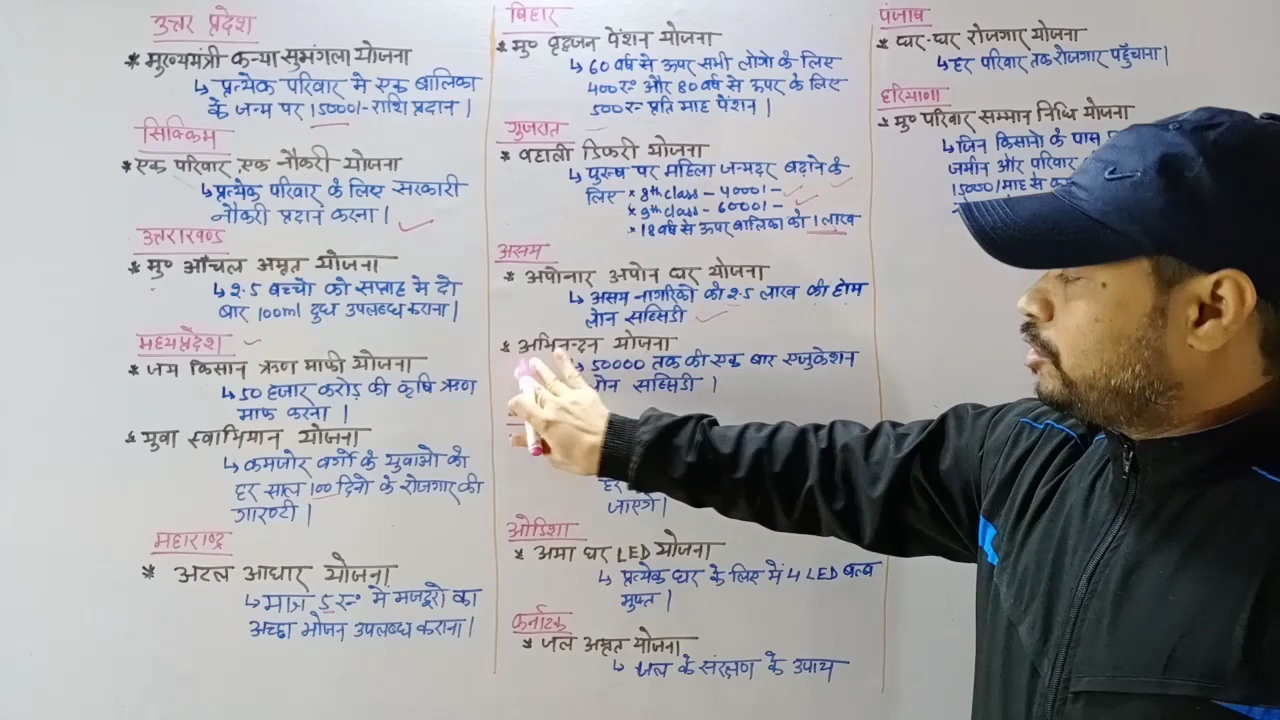 उत्तर प्रदेश
* मुख्यमंत्री कन्या सुमंगला योजना
↳ प्रत्येक परिवार मे एक बालिका
के जन्म पर 15000/- राशि प्रदान।
सिक्किम
* एक परिवार एक नौकरी योजना
↳ प्रत्येक परिवार के लिए सरकारी
नौकरी प्रदान करना।
उत्तराखण्ड
* मु० आँचल अमृत योजना
↳ 2.5 बच्चो को सप्ताह मे दो
बार 100ml दुध उपलब्ध कराना।
मध्यप्रदेश
* जय किसान ऋण माफी योजना
↳ 50 हजार करोड़ की कृषि ऋण
माफ करना।
* युवा स्वाभिमान योजना
↳ कमजोर वर्गो के युवाओ को
हर साल 100 दिनो के रोजगार की
गारण्टी।
महाराष्ट्र
* अटल आधार योजना
↳ मात्र 5 रु० मे मजदूरो का
अच्छा भोजन उपलब्ध कराना।
बिहार
* मु० वृद्धजन पेंशन योजना
↳ 60 वर्ष से ऊपर सभी लोगो के लिए
400 रु० और 80 वर्ष से ऊपर के लिए
500 रु० प्रति माह पेंशन।
गुजरात
* वहाली डिकरी योजना
↳ पुरुष पर महिला जन्मदर बढ़ाने के
लिए * 8th class - 4000/-
* 9th class - 6000/-
* 18 वर्ष से ऊपर बालिका को 1 लाख
असम
* अपोनार अपोन घर योजना
↳ असम नागरिको को 2.5 लाख की होम
लोन सब्सिडी
* अभिनन्दन योजना
↳ 50000 तक की एक बार एजुकेशन
लोन सब्सिडी।
हर
जाएगे।
ओडिशा
* अमा घर LED योजना
↳ प्रत्येक घर के लिए में 4 LED बल्ब
मुफ्त।
कर्नाटक
* जल अमृत योजना
↳ जल के संरक्षण के उपाय
पंजाब
* घर-घर रोजगार योजना
↳ हर परिवार तक रोजगार पहुँचाना।
हरियाणा
* मु० परिवार सम्मान निधि योजना
↳ जिन किसानो के पास
जमीन और परिवार
15000/माह से क